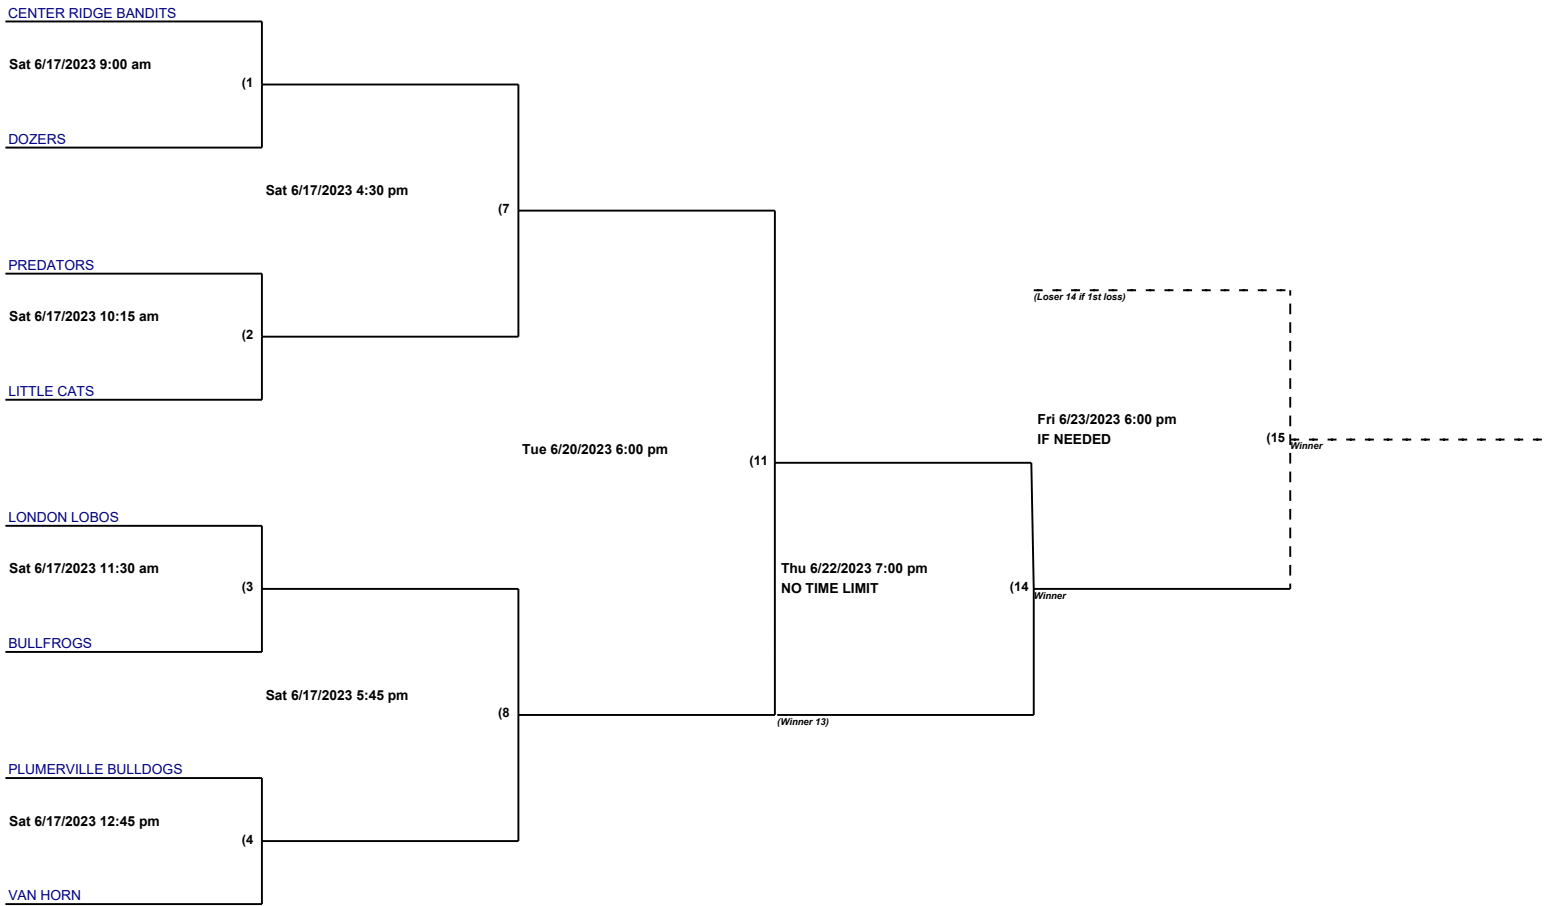 CENTER RIDGE BANDITS
Sat 6/17/2023 9:00 am
(1
DOZERS
Sat 6/17/2023 4:30 pm
(7
PREDATORS
Sat 6/17/2023 10:15 am
(2
LITTLE CATS
(Loser 14 if 1st loss)
Fri 6/23/2023 6:00 pm
IF NEEDED
(15
Winner
Tue 6/20/2023 6:00 pm
(11
LONDON LOBOS
Sat 6/17/2023 11:30 am
(3
BULLFROGS
Thu 6/22/2023 7:00 pm
NO TIME LIMIT
(14
Winner
Sat 6/17/2023 5:45 pm
(8
(Winner 13)
PLUMERVILLE BULLDOGS
Sat 6/17/2023 12:45 pm
(4
VAN HORN